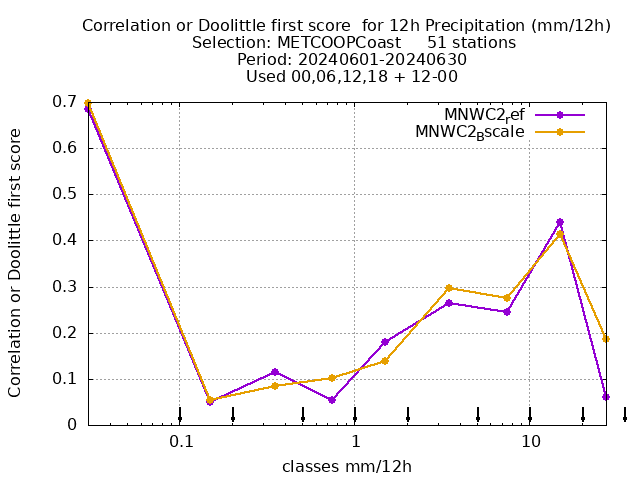 Correlation or Doolittle first score  for 12h Precipitation (mm/12h)
Selection: METCOOPCoast     51 stations
Period: 20240601-20240630
Used 00,06,12,18 + 12-00
MNWC2ref
MNWC2Bscale
0.7
0.6
0.5
0.4
0.3
0.2
0.1
0
Correlation or Doolittle first score
0.1 1 10
classes mm/12h